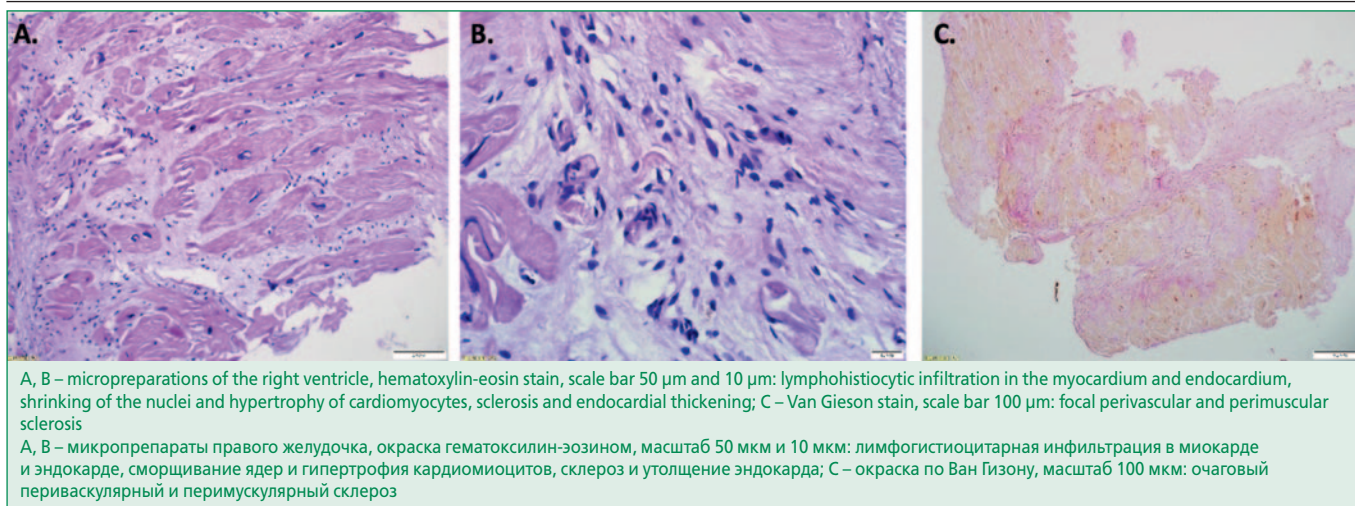 A.
B.
C.
A, B – micropreparations of the right ventricle, hematoxylin-eosin stain, scale bar 50 μm and 10 μm: lymphohistiocytic infiltration in the myocardium and endocardium,
shrinking of the nuclei and hypertrophy of cardiomyocytes, sclerosis and endocardial thickening; C – Van Gieson stain, scale bar 100 μm: focal perivascular and perimuscular
sclerosis
А, В – микропрепараты правого желудочка, окраска гематоксилин-эозином, масштаб 50 мкм и 10 мкм: лимфогистиоцитарная инфильтрация в миокарде
и эндокарде, сморщивание ядер и гипертрофия кардиомиоцитов, склероз и утолщение эндокарда; С – окраска по Ван Гизону, масштаб 100 мкм: очаговый
периваскулярный и перимускулярный склероз